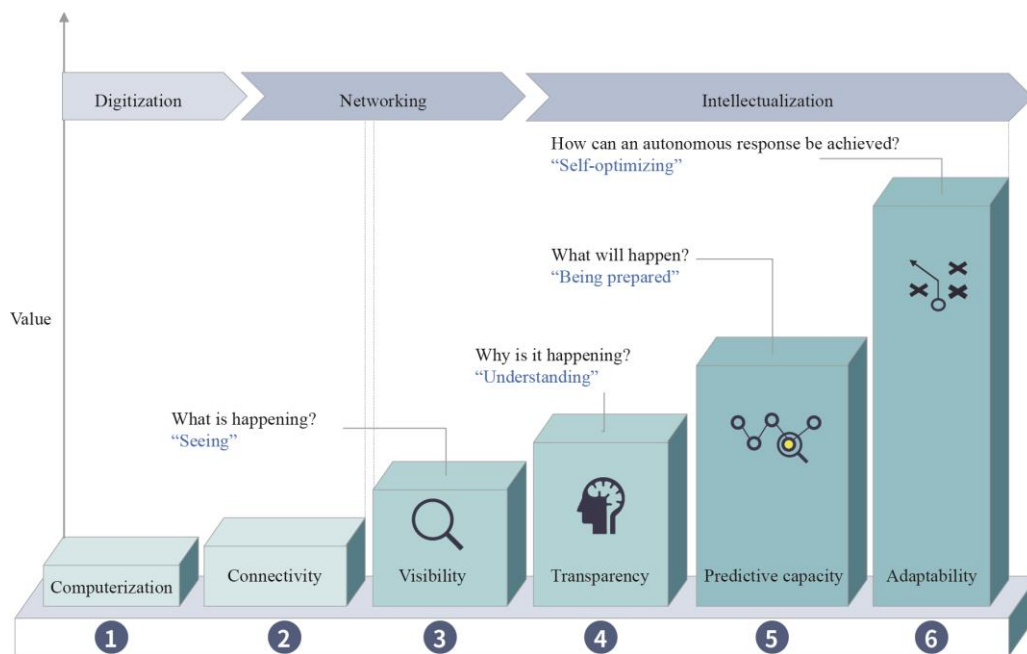 Digitization
Networking
Intellectualization
How can an autonomous response be achieved?
“Self-optimizing”
What will happen?
“Being prepared”
Value
Why is it happening?
“Understanding”
What is happening?
“Seeing”
Computerization
Connectivity
Visibility
Transparency
Predictive capacity
Adaptability
1
2
3
4
5
6